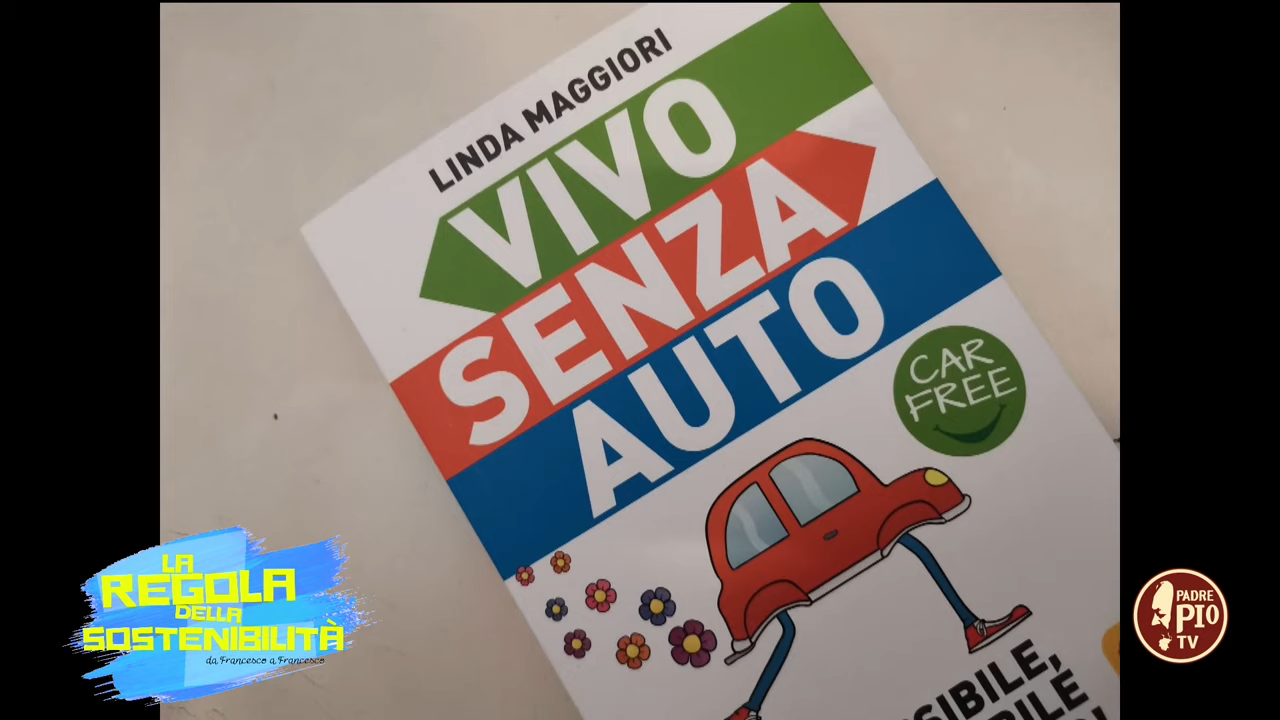 LINDA MAGGIORI
VIVO
SENZA
AUTO
CAR
FREE
LA
REGOLA
DELLA
SOSTENIBILITÀ
da Francesco a Francesco
PADRE
PIO
TV